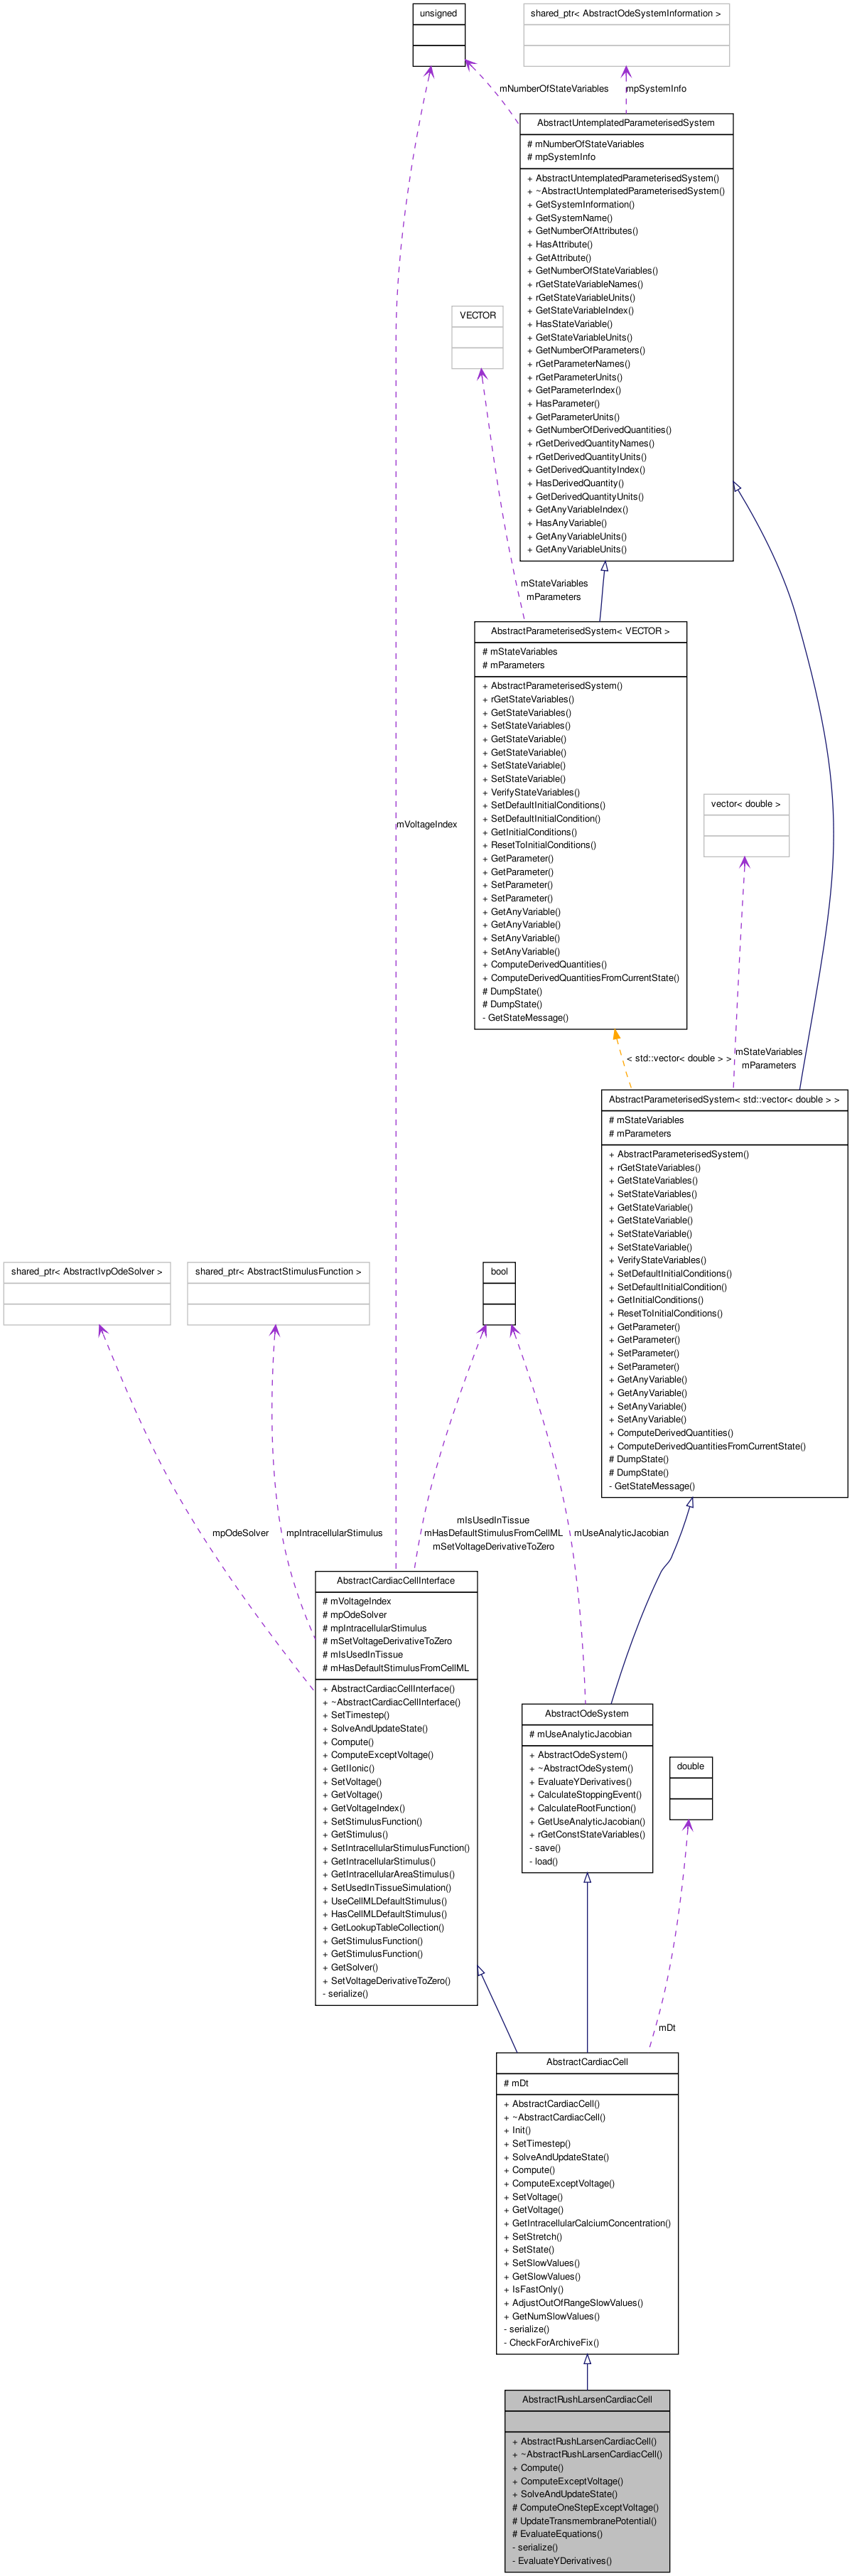 unsigned
shared_ptr< AbstractOdeSystemInformation >
mNumberOfStateVariables
mpSystemInfo
AbstractUntemplatedParameterisedSystem
# mNumberOfStateVariables
# mpSystemInfo
+ AbstractUntemplatedParameterisedSystem()
+ ~AbstractUntemplatedParameterisedSystem()
+ GetSystemInformation()
+ GetSystemName()
+ GetNumberOfAttributes()
+ HasAttribute()
+ GetAttribute()
+ GetNumberOfStateVariables()
+ rGetStateVariableNames()
+ rGetStateVariableUnits()
+ GetStateVariableIndex()
+ HasStateVariable()
+ GetStateVariableUnits()
+ GetNumberOfParameters()
+ rGetParameterNames()
+ rGetParameterUnits()
+ GetParameterIndex()
+ HasParameter()
+ GetParameterUnits()
+ GetNumberOfDerivedQuantities()
+ rGetDerivedQuantityNames()
+ rGetDerivedQuantityUnits()
+ GetDerivedQuantityIndex()
+ HasDerivedQuantity()
+ GetDerivedQuantityUnits()
+ GetAnyVariableIndex()
+ HasAnyVariable()
+ GetAnyVariableUnits()
+ GetAnyVariableUnits()
VECTOR
mStateVariables
mParameters
AbstractParameterisedSystem< VECTOR >
# mStateVariables
# mParameters
+ AbstractParameterisedSystem()
+ rGetStateVariables()
+ GetStateVariables()
+ SetStateVariables()
+ GetStateVariable()
+ GetStateVariable()
+ SetStateVariable()
+ SetStateVariable()
+ VerifyStateVariables()
+ SetDefaultInitialConditions()
+ SetDefaultInitialCondition()
+ GetInitialConditions()
+ ResetToInitialConditions()
+ GetParameter()
+ GetParameter()
+ SetParameter()
+ SetParameter()
+ GetAnyVariable()
+ GetAnyVariable()
+ SetAnyVariable()
+ SetAnyVariable()
+ ComputeDerivedQuantities()
+ ComputeDerivedQuantitiesFromCurrentState()
# DumpState()
# DumpState()
- GetStateMessage()
mVoltageIndex
vector< double >
< std::vector< double > >
mStateVariables
mParameters
AbstractParameterisedSystem< std::vector< double > >
# mStateVariables
# mParameters
+ AbstractParameterisedSystem()
+ rGetStateVariables()
+ GetStateVariables()
+ SetStateVariables()
+ GetStateVariable()
+ GetStateVariable()
+ SetStateVariable()
+ SetStateVariable()
+ VerifyStateVariables()
+ SetDefaultInitialConditions()
+ SetDefaultInitialCondition()
+ GetInitialConditions()
+ ResetToInitialConditions()
+ GetParameter()
+ GetParameter()
+ SetParameter()
+ SetParameter()
+ GetAnyVariable()
+ GetAnyVariable()
+ SetAnyVariable()
+ SetAnyVariable()
+ ComputeDerivedQuantities()
+ ComputeDerivedQuantitiesFromCurrentState()
# DumpState()
# DumpState()
- GetStateMessage()
shared_ptr< AbstractIvpOdeSolver >
shared_ptr< AbstractStimulusFunction >
bool
mpOdeSolver
mpIntracellularStimulus
mIsUsedInTissue
mHasDefaultStimulusFromCellML
mSetVoltageDerivativeToZero
mUseAnalyticJacobian
AbstractCardiacCellInterface
# mVoltageIndex
# mpOdeSolver
# mpIntracellularStimulus
# mSetVoltageDerivativeToZero
# mIsUsedInTissue
# mHasDefaultStimulusFromCellML
+ AbstractCardiacCellInterface()
+ ~AbstractCardiacCellInterface()
+ SetTimestep()
+ SolveAndUpdateState()
+ Compute()
+ ComputeExceptVoltage()
+ GetIIonic()
+ SetVoltage()
+ GetVoltage()
+ GetVoltageIndex()
+ SetStimulusFunction()
+ GetStimulus()
+ SetIntracellularStimulusFunction()
+ GetIntracellularStimulus()
+ GetIntracellularAreaStimulus()
+ SetUsedInTissueSimulation()
+ UseCellMLDefaultStimulus()
+ HasCellMLDefaultStimulus()
+ GetLookupTableCollection()
+ GetStimulusFunction()
+ GetStimulusFunction()
+ GetSolver()
+ SetVoltageDerivativeToZero()
- serialize()
AbstractOdeSystem
# mUseAnalyticJacobian
+ AbstractOdeSystem()
+ ~AbstractOdeSystem()
+ EvaluateYDerivatives()
+ CalculateStoppingEvent()
+ CalculateRootFunction()
+ GetUseAnalyticJacobian()
+ rGetConstStateVariables()
- save()
- load()
double
mDt
AbstractCardiacCell
# mDt
+ AbstractCardiacCell()
+ ~AbstractCardiacCell()
+ Init()
+ SetTimestep()
+ SolveAndUpdateState()
+ Compute()
+ ComputeExceptVoltage()
+ SetVoltage()
+ GetVoltage()
+ GetIntracellularCalciumConcentration()
+ SetStretch()
+ SetState()
+ SetSlowValues()
+ GetSlowValues()
+ IsFastOnly()
+ AdjustOutOfRangeSlowValues()
+ GetNumSlowValues()
- serialize()
- CheckForArchiveFix()
AbstractRushLarsenCardiacCell
+ AbstractRushLarsenCardiacCell()
+ ~AbstractRushLarsenCardiacCell()
+ Compute()
+ ComputeExceptVoltage()
+ SolveAndUpdateState()
# ComputeOneStepExceptVoltage()
# UpdateTransmembranePotential()
# EvaluateEquations()
- serialize()
- EvaluateYDerivatives()